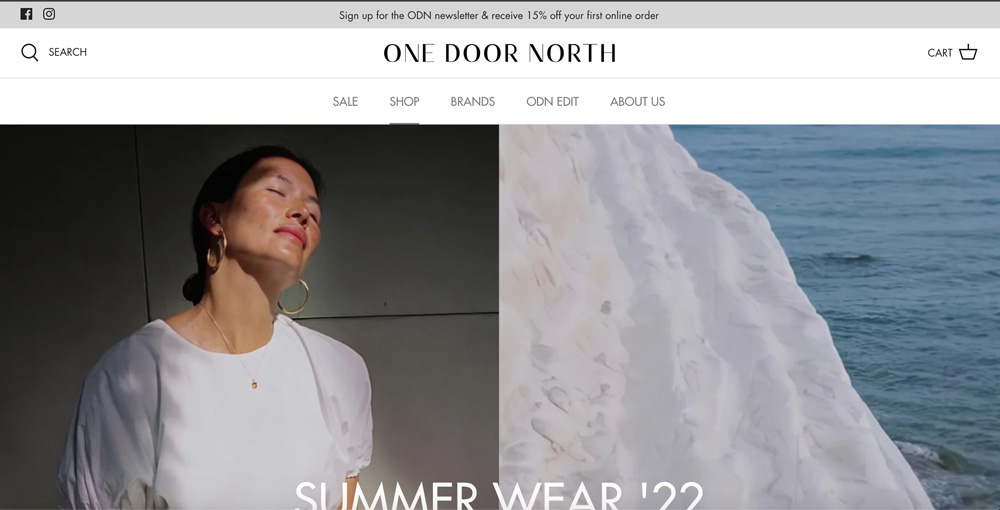 Sign up for the ODN newsletter & receive 15% off your first online order
SEARCH
ONE DOOR NORTH
CART
SALE SHOP BRANDS ODN EDIT ABOUT US
SUMMER WEAR '22